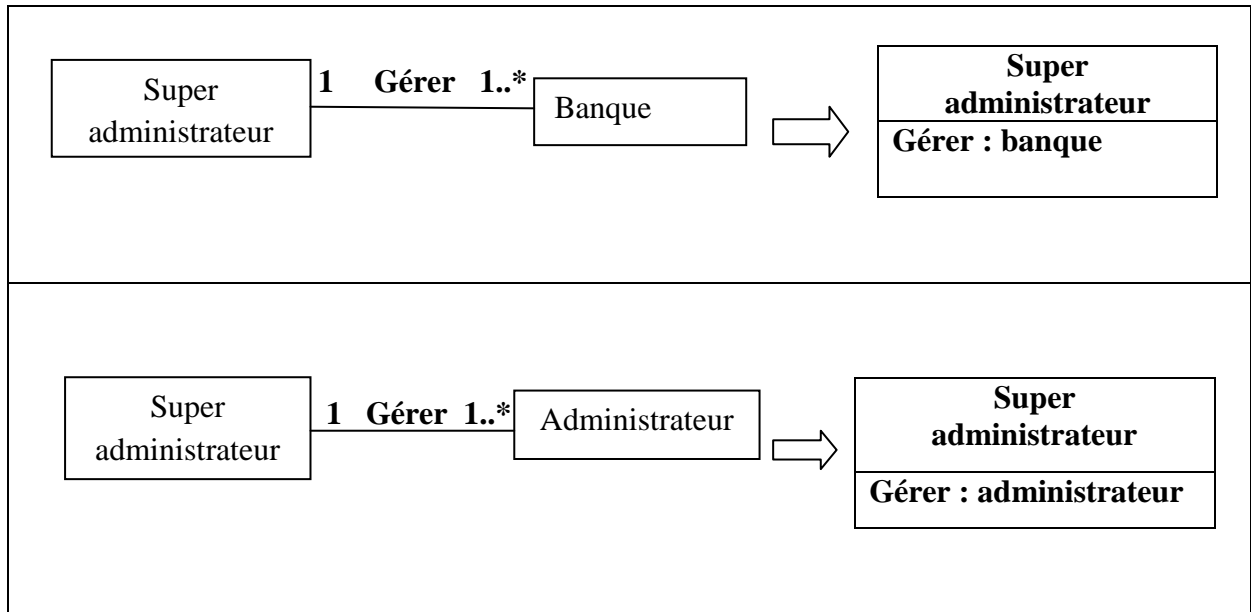 Super
administrateur
1 Gérer 1..*
Banque
Super
administrateur
Gérer : banque
Super
administrateur
1 Gérer 1..*
Administrateur
Super
administrateur
Gérer : administrateur